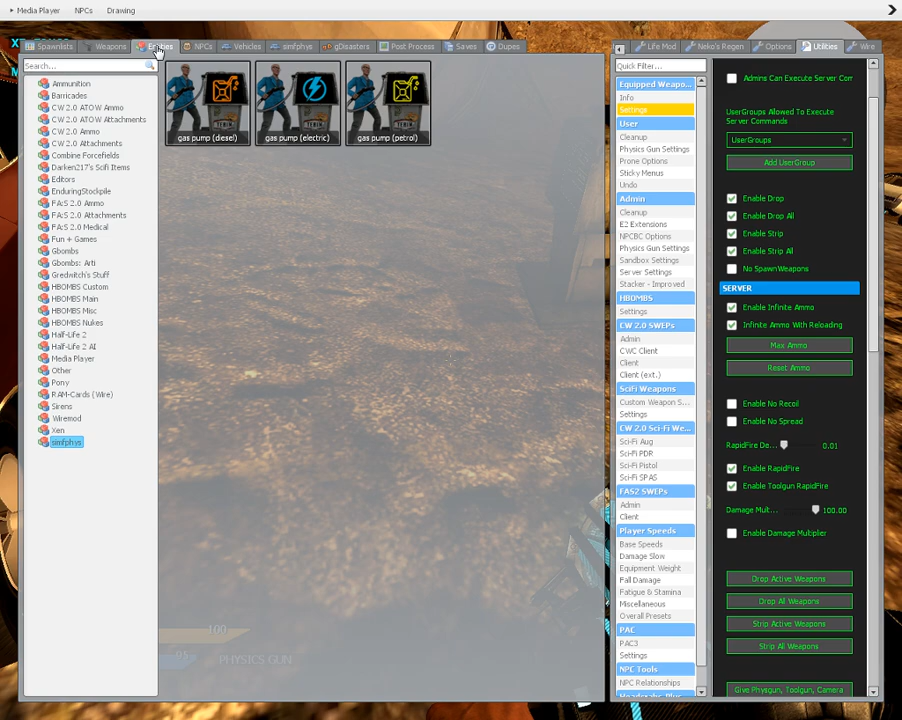 Media Player NPCs Drawing
Spawnlists Weapons Entities NPCs Vehicles simfphys gDisasters Post Process Saves Dupes
Search...
Ammunition
Barricades
CW 2.0 ATOW Ammo
CW 2.0 ATOW Attachments
CW 2.0 Ammo
CW 2.0 Attachments
Combine Forcefields
Darken217's Scifi Items
Editors
EnduringStockpile
FA:S 2.0 Ammo
FA:S 2.0 Attachments
FA:S 2.0 Medical
Fun + Games
Gbombs
Gbombs: Arti
Gredwitch's Stuff
HBOMBS Custom
HBOMBS Main
HBOMBS Misc
HBOMBS Nukes
Half-Life 2
Half-Life 2 AI
Media Player
Other
Pony
RAM-Cards (Wire)
Sirens
Wiremod
Xen
simfphys
gas pump (diesel)
gas pump (electric)
gas pump (petrol)
100
95
PHYSICS GUN
Life Mod Neko's Regen Options Utilities Wire
Quick Filter...
Equipped Weapo...
Info
Settings
User
Cleanup
Physics Gun Settings
Prone Options
Sticky Menus
Undo
Admin
Cleanup
E2 Extensions
NPCBC Options
Physics Gun Settings
Sandbox Settings
Server Settings
Stacker - Improved
HBOMBS
Settings
CW 2.0 SWEPs
Admin
CWC Client
Client
Client (ext.)
SciFi Weapons
Custom Weapon S...
Settings
CW 2.0 Sci-Fi We...
Sci-Fi Aug
Sci-Fi PDR
Sci-Fi Pistol
Sci-Fi SPAS
FAS2 SWEPs
Admin
Client
Player Speeds
Base Speeds
Damage Slow
Equipment Weight
Fall Damage
Fatigue & Stamina
Miscellaneous
Overall Presets
PAC
PAC3
Settings
NPC Tools
NPC Relationships
Admins Can Execute Server Com
UserGroups Allowed To Execute
Server Commands
UserGroups
Add UserGroup
Enable Drop
Enable Drop All
Enable Strip
Enable Strip All
No SpawnWeapons
SERVER
Enable Infinite Ammo
Infinite Ammo With Reloading
Max Ammo
Reset Ammo
Enable No Recoil
Enable No Spread
RapidFire De... 0.01
Enable RapidFire
Enable Toolgun RapidFire
Damage Mult... 100.00
Enable Damage Multiplier
Drop Active Weapons
Drop All Weapons
Strip Active Weapons
Strip All Weapons
Give Physgun, Toolgun, Camera